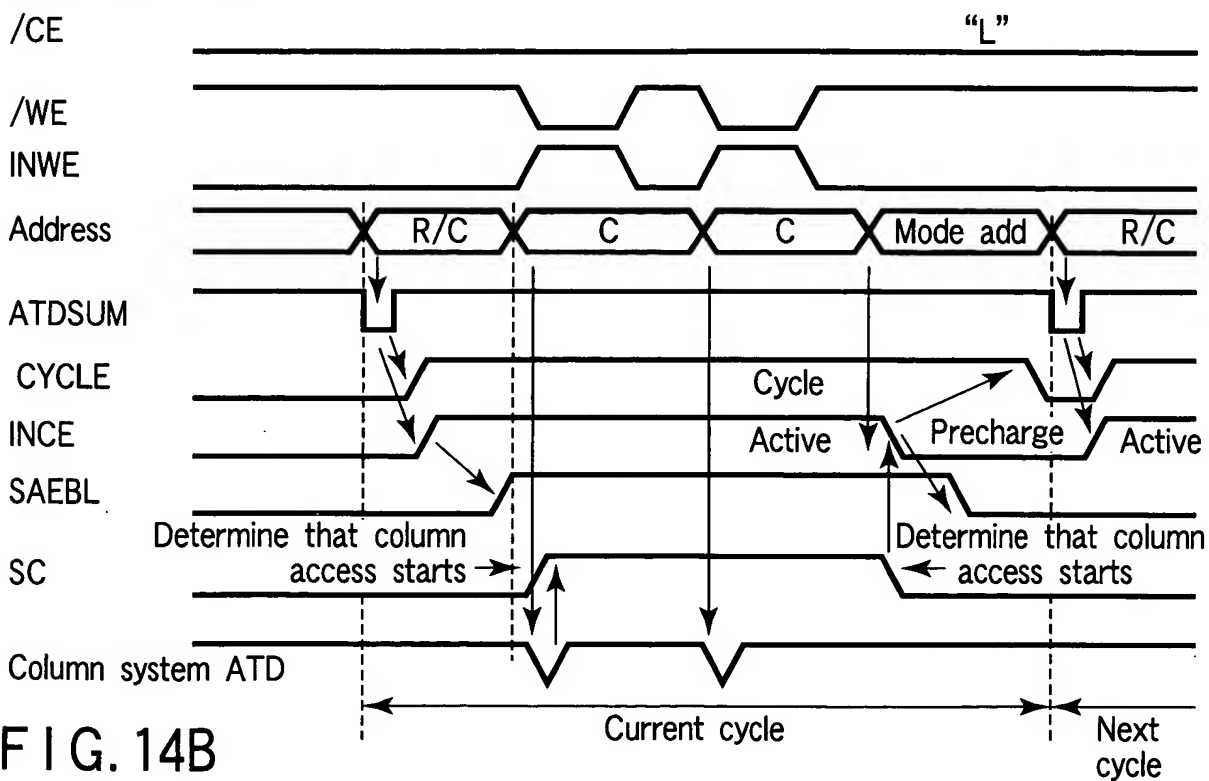 /CE
“L”
/WE
INWE
Address
R/C
C
C
Mode add
R/C
ATDSUM
CYCLE
Cycle
INCE
Active
Precharge
Active
SAEBL
Determine that column
access starts
Determine that column
access starts
SC
Column system ATD
Current cycle
Next
cycle
FIG. 14B